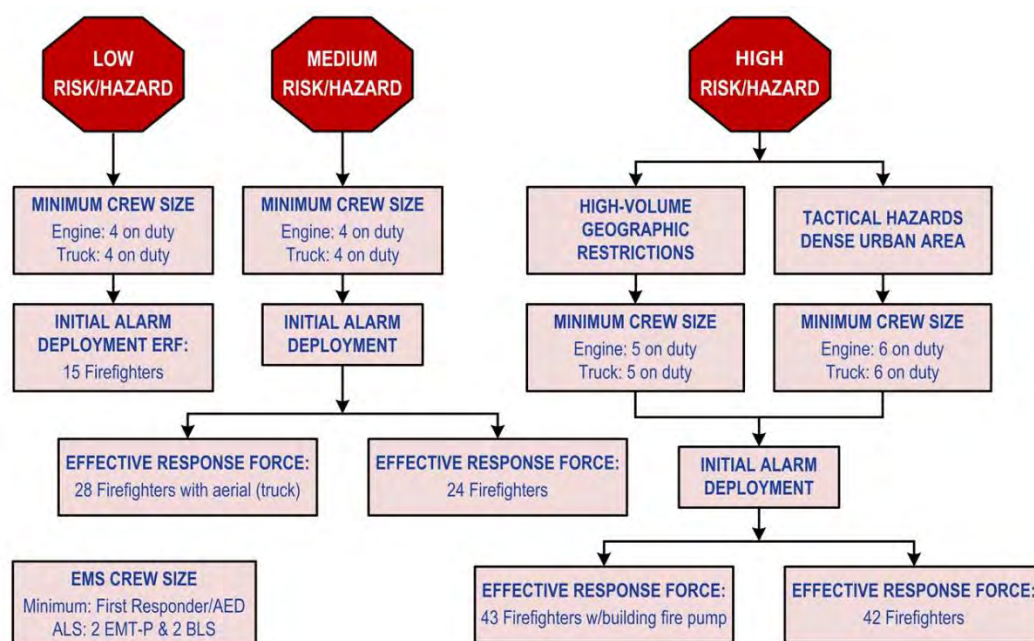 LOW
RISK/HAZARD
MEDIUM
RISK/HAZARD
HIGH
RISK/HAZARD
MINIMUM CREW SIZE
Engine: 4 on duty
Truck: 4 on duty
MINIMUM CREW SIZE
Engine: 4 on duty
Truck: 4 on duty
HIGH-VOLUME
GEOGRAPHIC
RESTRICTIONS
TACTICAL HAZARDS
DENSE URBAN AREA
INITIAL ALARM
DEPLOYMENT ERF:
15 Firefighters
INITIAL ALARM
DEPLOYMENT
MINIMUM CREW SIZE
Engine: 5 on duty
Truck: 5 on duty
MINIMUM CREW SIZE
Engine: 6 on duty
Truck: 6 on duty
EFFECTIVE RESPONSE FORCE:
28 Firefighters with aerial (truck)
EFFECTIVE RESPONSE FORCE:
24 Firefighters
INITIAL ALARM
DEPLOYMENT
EMS CREW SIZE
Minimum: First Responder/AED
ALS: 2 EMT-P & 2 BLS
EFFECTIVE RESPONSE FORCE:
43 Firefighters w/building fire pump
EFFECTIVE RESPONSE FORCE:
42 Firefighters